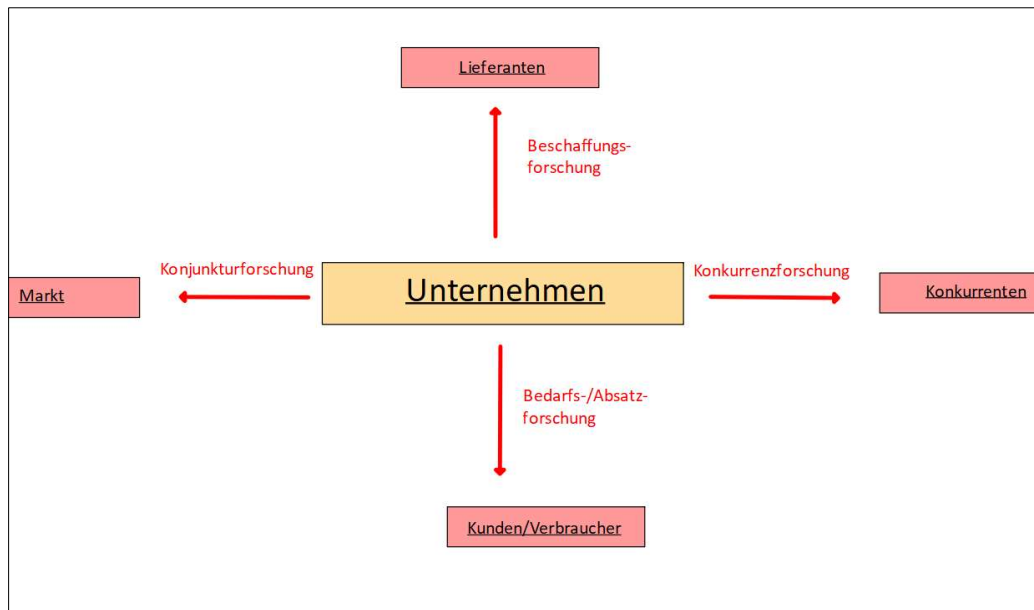 Lieferanten
Beschaffungs-
forschung
Konjunkturforschung
Unternehmen
Konkurrenzforschung
Markt
Konkurrenten
Bedarfs-/Absatz-
forschung
Kunden/Verbraucher